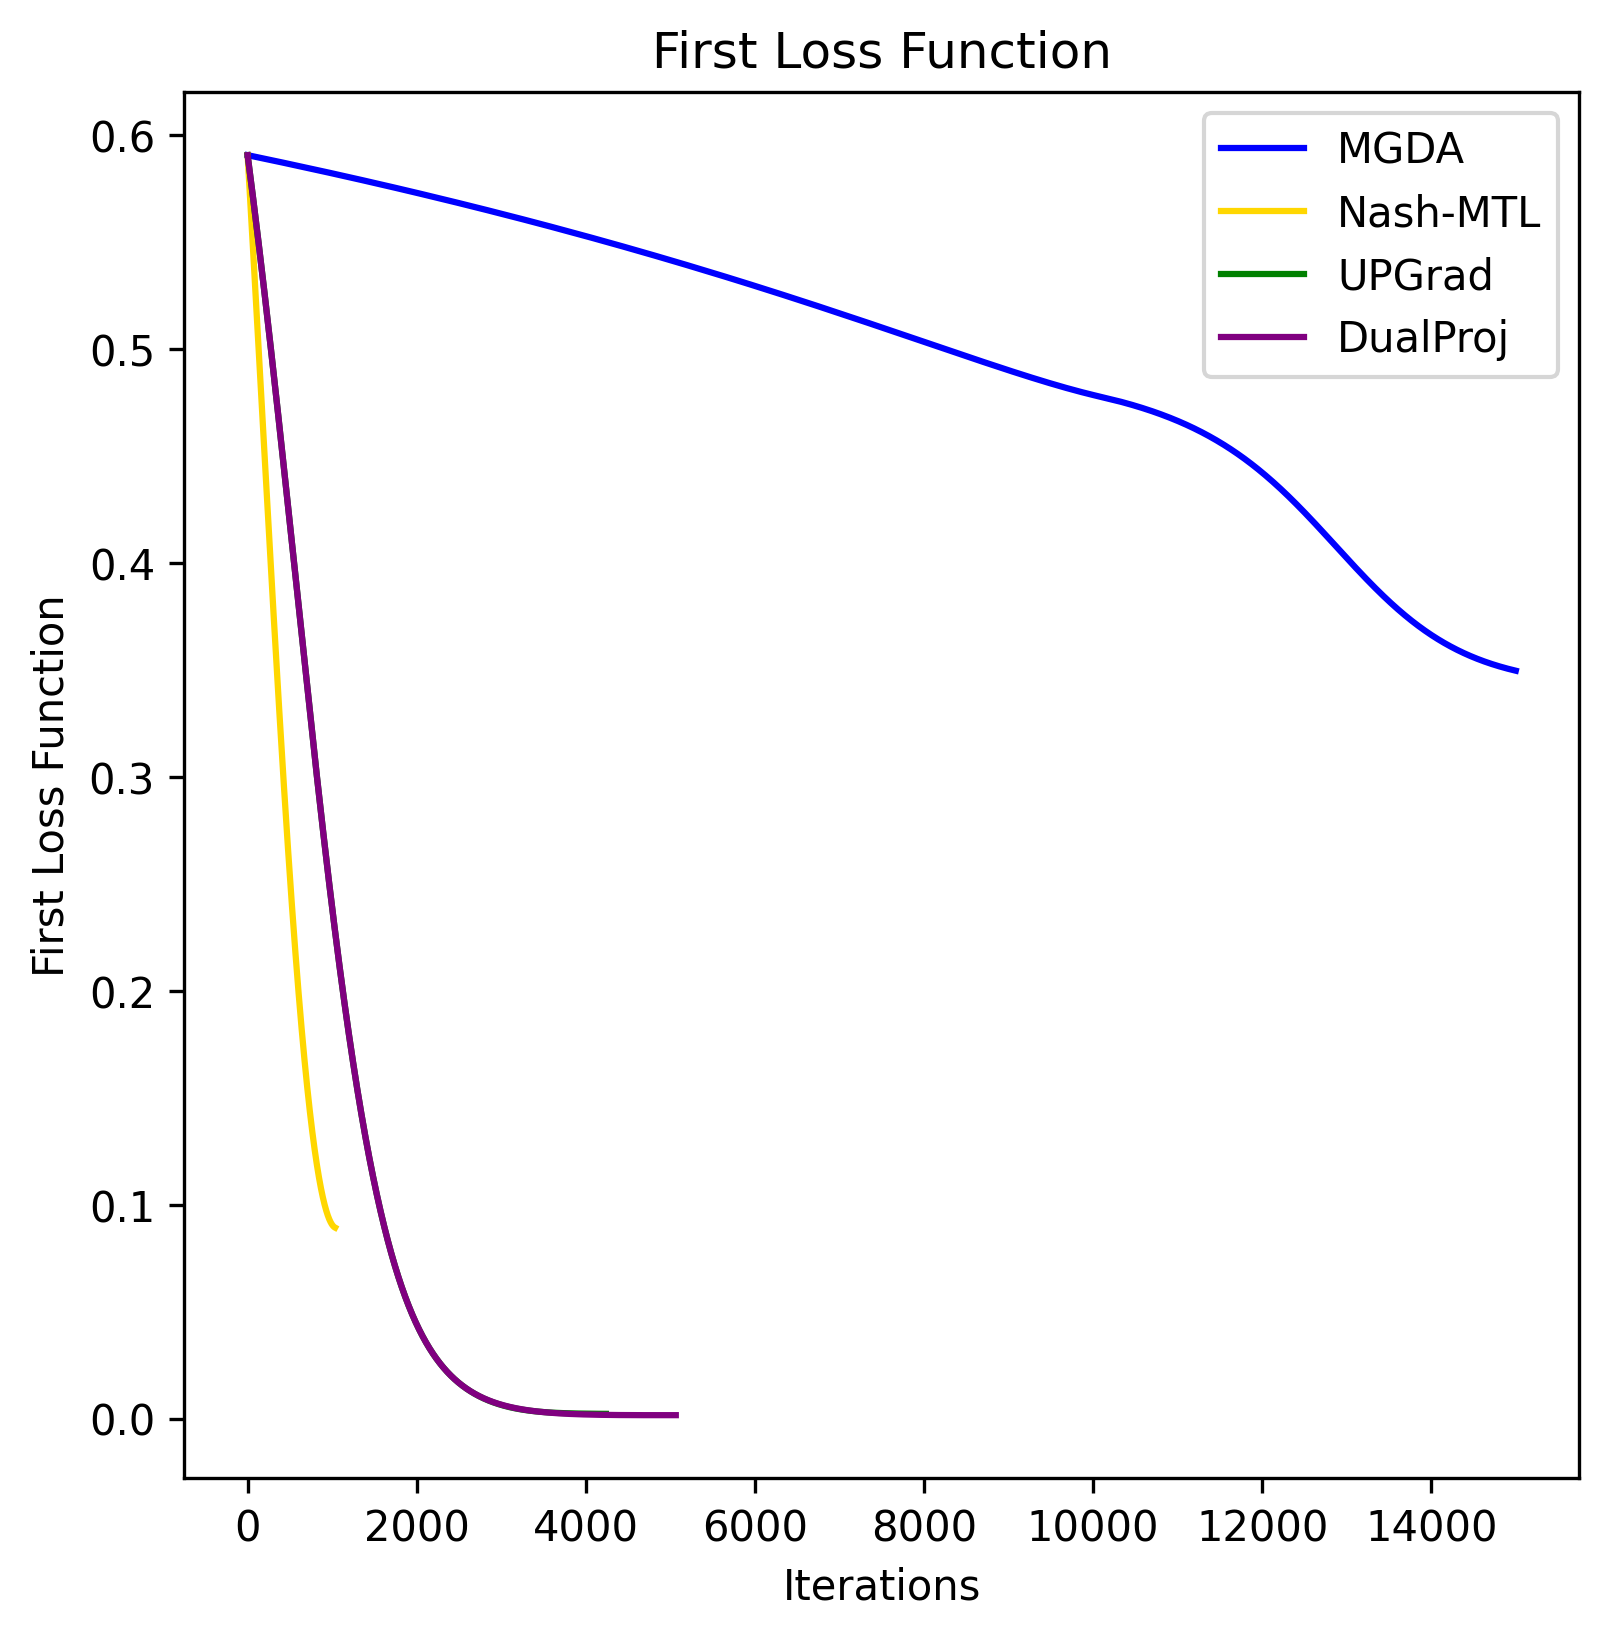 First Loss Function
MGDA
Nash-MTL
UPGrad
DualProj
First Loss Function
0.6
0.5
0.4
0.3
0.2
0.1
0.0
0 2000 4000 6000 8000 10000 12000 14000
Iterations